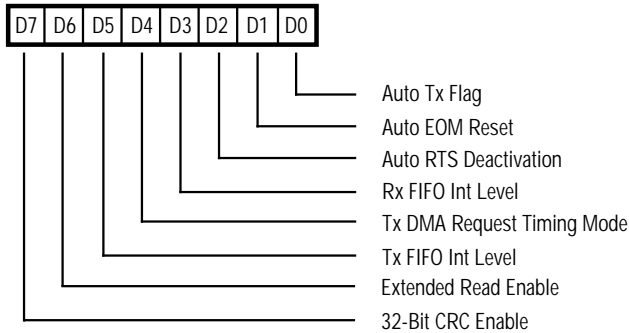 D7 D6 D5 D4 D3 D2 D1 D0
Auto Tx Flag
Auto EOM Reset
Auto RTS Deactivation
Rx FIFO Int Level
Tx DMA Request Timing Mode
Tx FIFO Int Level
Extended Read Enable
32-Bit CRC Enable